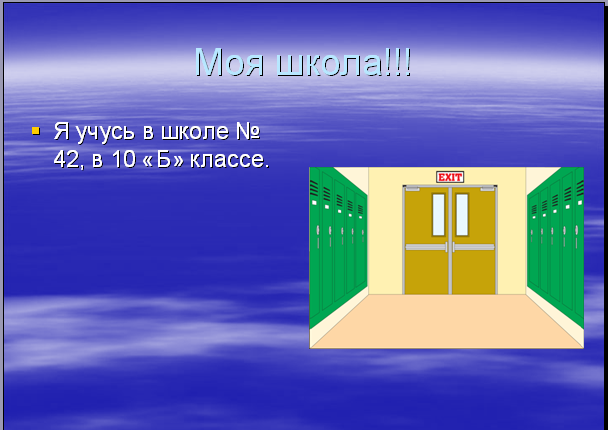 Моя школа!!!
Я учусь в школе №
42, в 10 «Б» классе.
EXIT